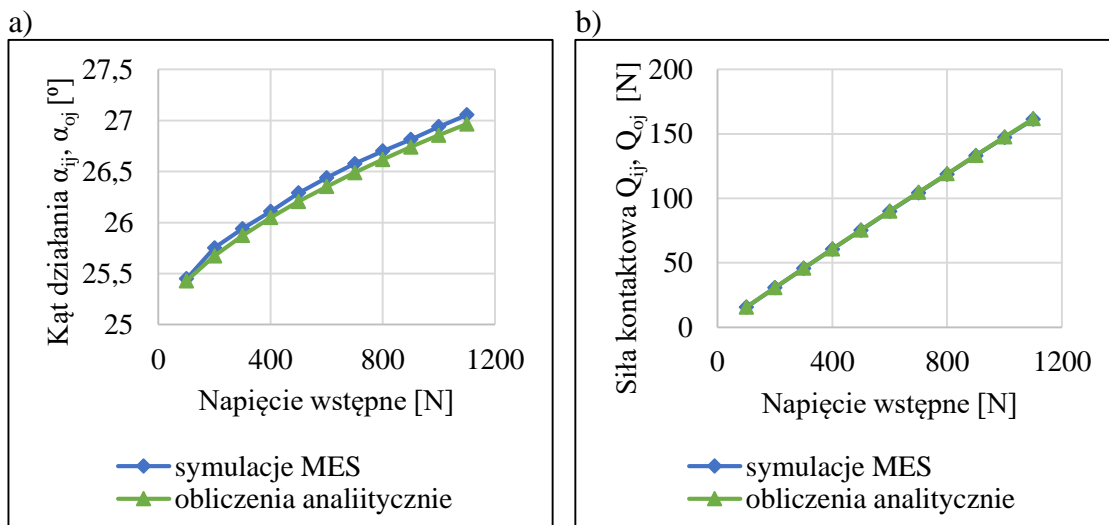 a)
27,5
27
26,5
26
25,5
25
Kąt działania αij, αoj [º]
0
400
800
1200
Napięcie wstępne [N]
symulacje MES
obliczenia analiitycznie
b)
200
150
100
50
0
Siła kontaktowa Qij, Qoj [N]
0
400
800
1200
Napięcie wstępne [N]
symulacje MES
obliczenia analitycznie